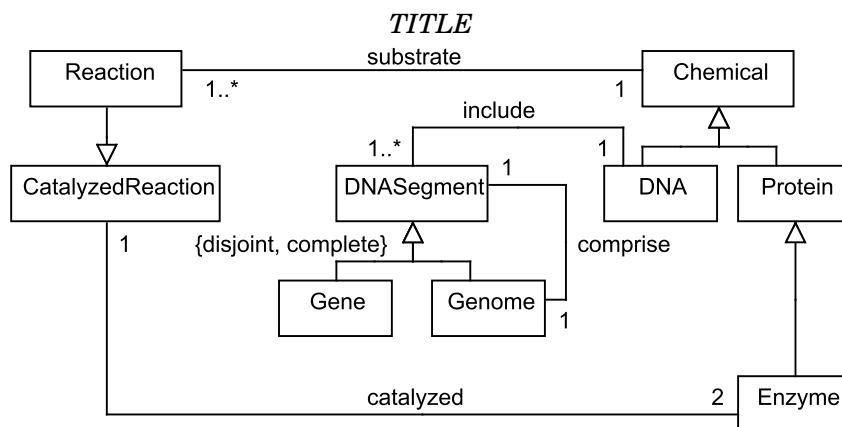 TITLE
substrate
Reaction
Chemical
1..*
1
include
1..*
1
1
CatalyzedReaction
DNASegment
DNA
Protein
1
{disjoint, complete}
comprise
Gene
Genome
1
catalyzed
2
Enzyme